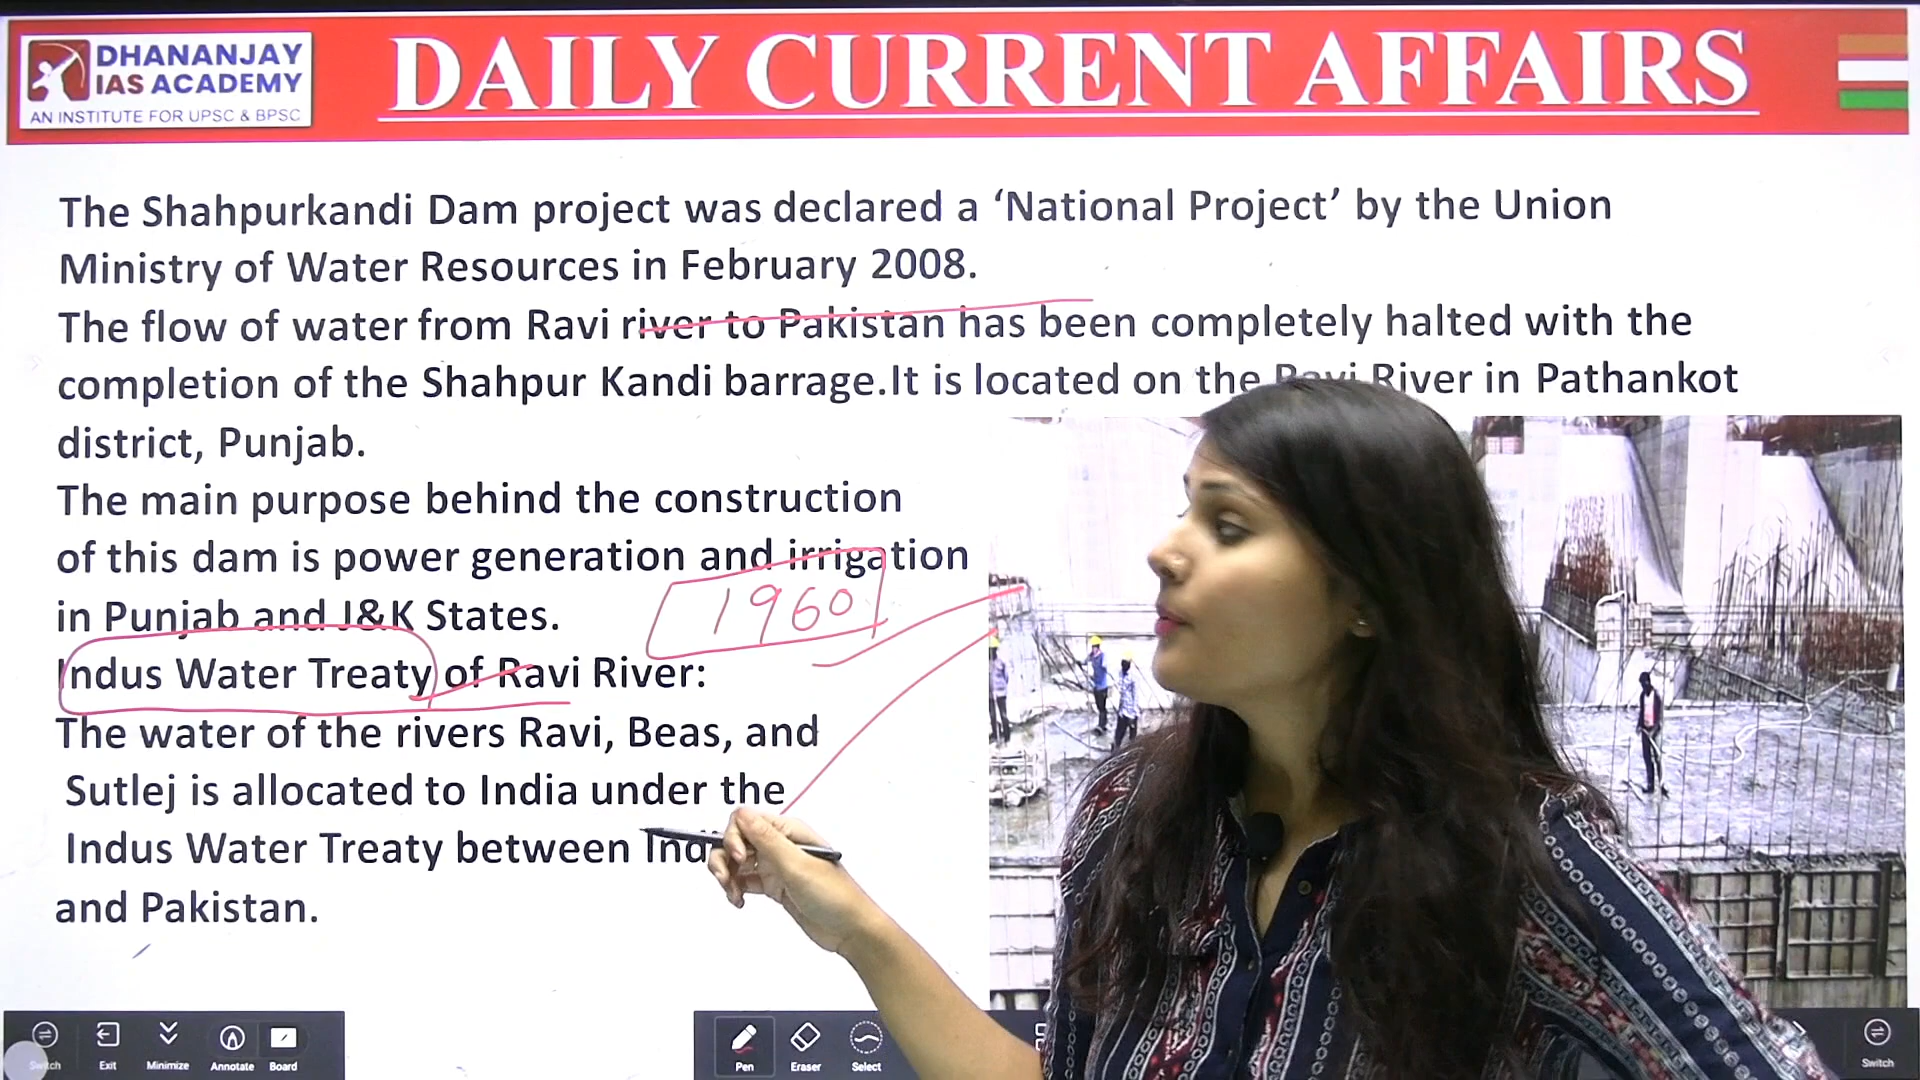 DHANANJAY
IAS ACADEMY
AN INSTITUTE FOR UPSC & BPSC
DAILY CURRENT AFFAIRS
The Shahpurkandi Dam project was declared a ‘National Project’ by the Union
Ministry of Water Resources in February 2008.
The flow of water from Ravi river to Pakistan has been completely halted with the
completion of the Shahpur Kandi barrage.It is located on the Ravi River in Pathankot
district, Punjab.
The main purpose behind the construction
of this dam is power generation and irrigation
in Punjab and J&K States.
1960
Indus Water Treaty of Ravi River:
The water of the rivers Ravi, Beas, and
Sutlej is allocated to India under the
Indus Water Treaty between
and Pakistan.
Switch Exit Minimize Annotate Board
Pen Eraser Select
Switch